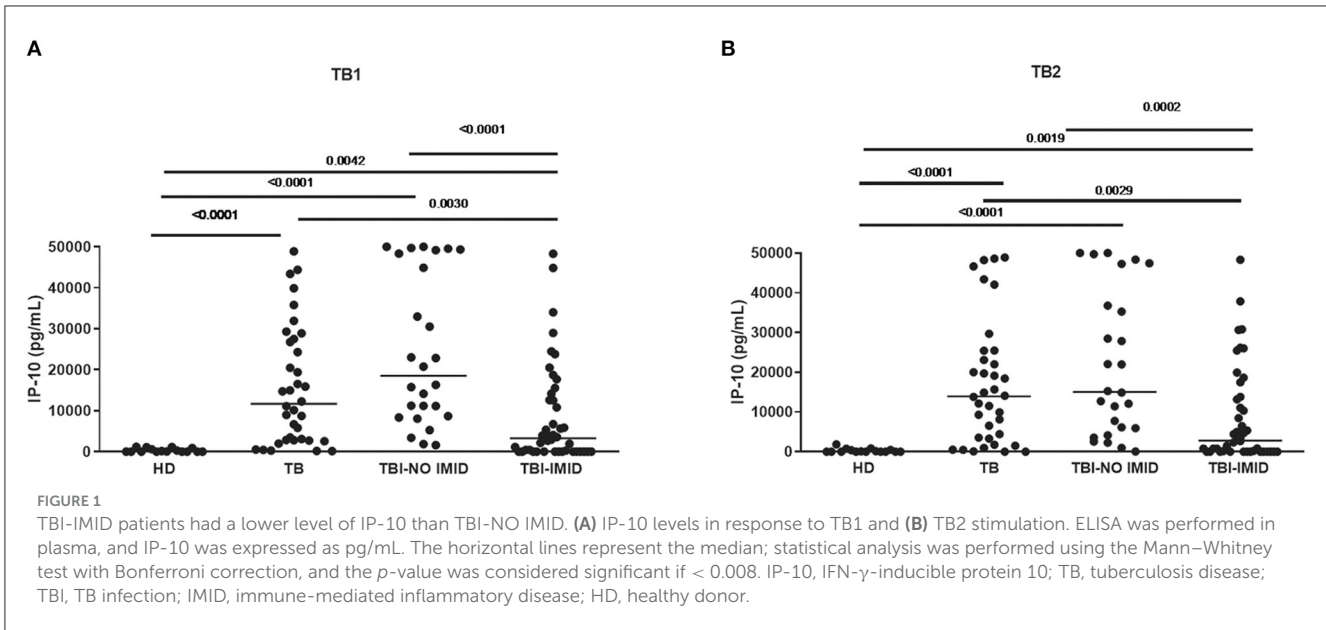 A
TB1
<0.0001
0.0042
<0.0001
<0.0001
0.0030
50000
40000
30000
20000
10000
0
IP-10 (pg/mL)
HD
TB
TBI-NO IMID
TBI-IMID
B
TB2
0.0002
0.0019
<0.0001
0.0029
<0.0001
50000
40000
30000
20000
10000
0
IP-10 (pg/mL)
HD
TB
TBI-NO IMID
TBI-IMID
FIGURE 1
TBI-IMID patients had a lower level of IP-10 than TBI-NO IMID. (A) IP-10 levels in response to TB1 and (B) TB2 stimulation. ELISA was performed in
plasma, and IP-10 was expressed as pg/mL. The horizontal lines represent the median; statistical analysis was performed using the Mann–Whitney
test with Bonferroni correction, and the p-value was considered significant if < 0.008. IP-10, IFN-γ-inducible protein 10; TB, tuberculosis disease;
TBI, TB infection; IMID, immune-mediated inflammatory disease; HD, healthy donor.